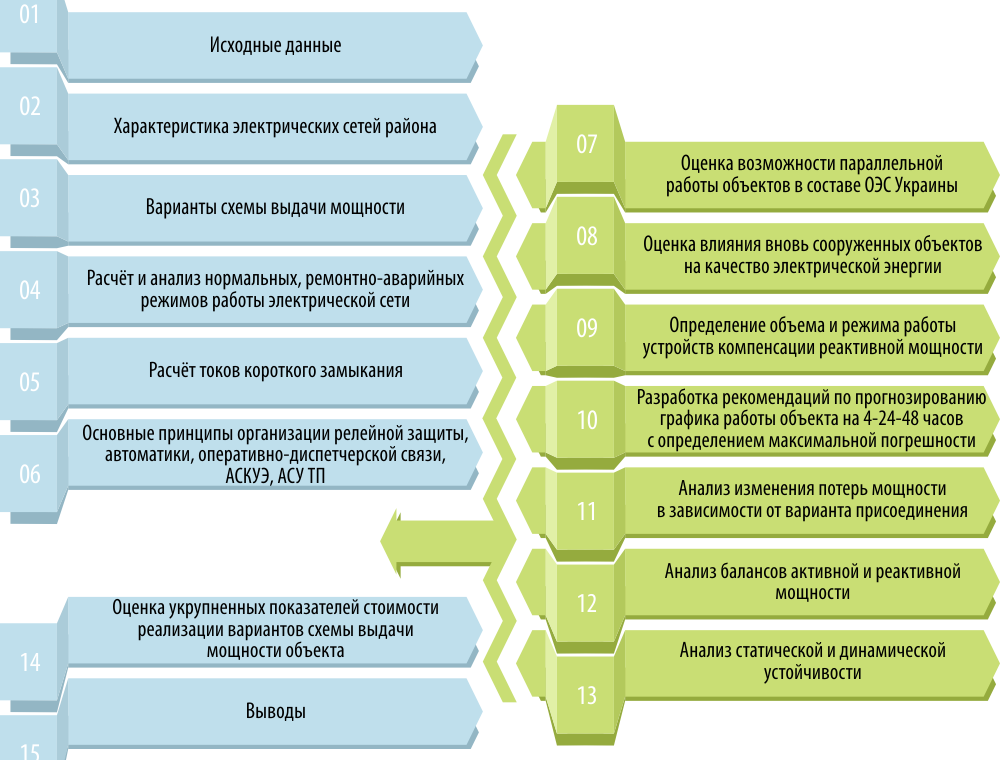 01
Исходные данные
02
Характеристика электрических сетей района
03
Варианты схемы выдачи мощности
04
Расчёт и анализ нормальных, ремонтно-аварийных
режимов работы электрической сети
05
Расчёт токов короткого замыкания
06
Основные принципы организации релейной защиты,
автоматики, оперативно-диспетчерской связи,
АСКУЭ, АСУ ТП
07
Оценка возможности параллельной
работы объектов в составе ОЭС Украины
08
Оценка влияния вновь сооруженных объектов
на качество электрической энергии
09
Определение объема и режима работы
устройств компенсации реактивной мощности
10
Разработка рекомендаций по прогнозированию
графика работы объекта на 4-24-48 часов
с определением максимальной погрешности
11
Анализ изменения потерь мощности
в зависимости от варианта присоединения
12
Анализ балансов активной и реактивной
мощности
13
Анализ статической и динамической
устойчивости
14
Оценка укрупненных показателей стоимости
реализации вариантов схемы выдачи
мощности объекта
15
Выводы